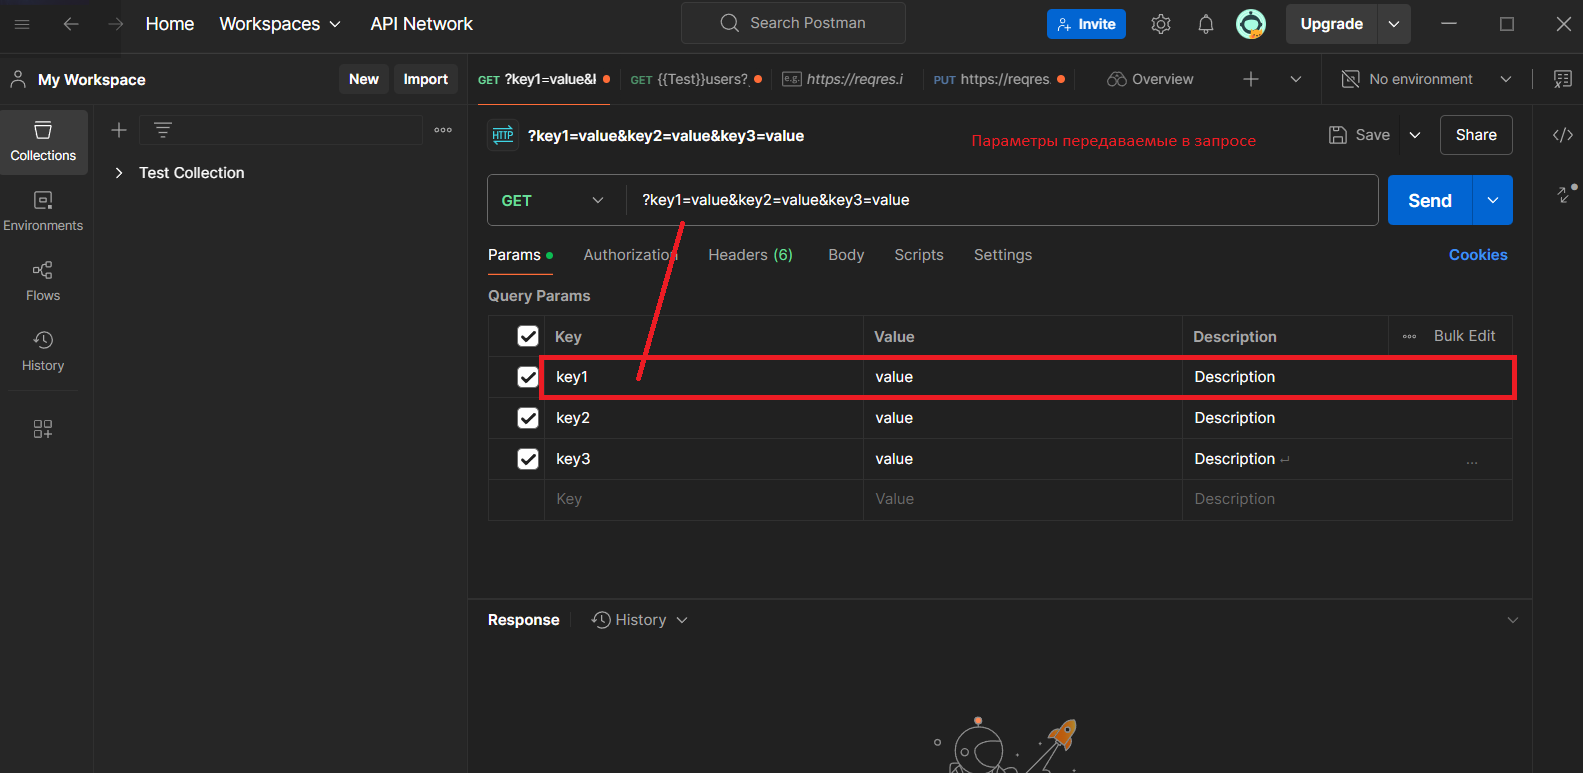 Home
Workspaces
API Network
Search Postman
Invite
Upgrade
My Workspace
New
Import
GET ?key1=value&k
GET {{Test}}users?
e.g. https://reqres.i
PUT https://reqres.
Overview
No environment
Collections
Environments
Flows
History
Test Collection
HTTP
?key1=value&key2=value&key3=value
Параметры передаваемые в запросе
Save
Share
GET
?key1=value&key2=value&key3=value
Send
Params
Authorization
Headers (6)
Body
Scripts
Settings
Cookies
Query Params
Key Value Description Bulk Edit
key1 value Description
key2 value Description
key3 value Description
Key Value Description
Response
History